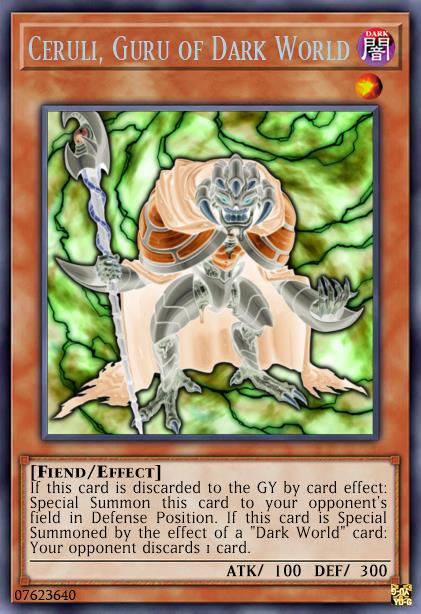 Ceruli, Guru of Dark World
DARK
闇
[Fiend/Effect]
If this card is discarded to the GY by card effect:
Special Summon this card to your opponent's
field in Defense Position. If this card is Special
Summoned by the effect of a "Dark World" card:
Your opponent discards 1 card.
ATK/ 100 DEF/ 300
07623640